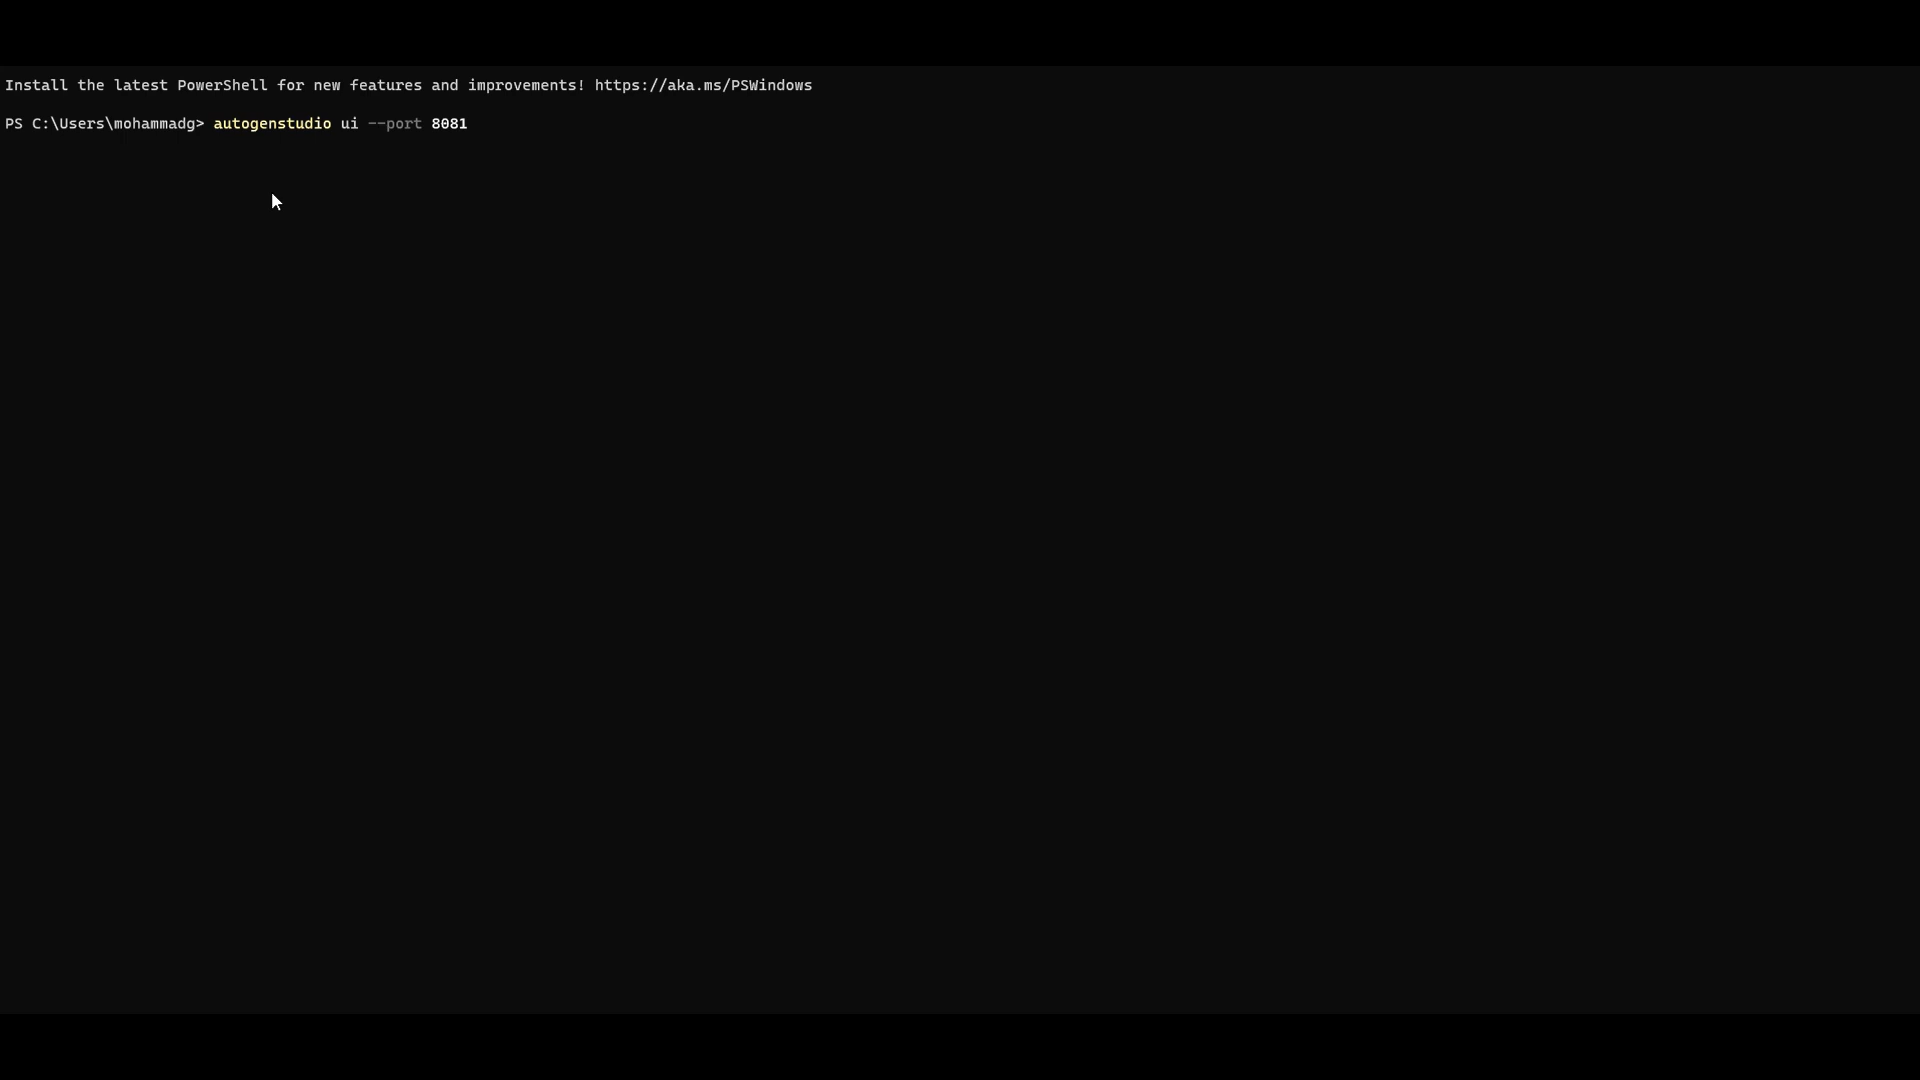 Install the latest PowerShell for new features and improvements! https://aka.ms/PSWindows
PS C:\Users\mohammadg> autogenstudio ui --port 8081